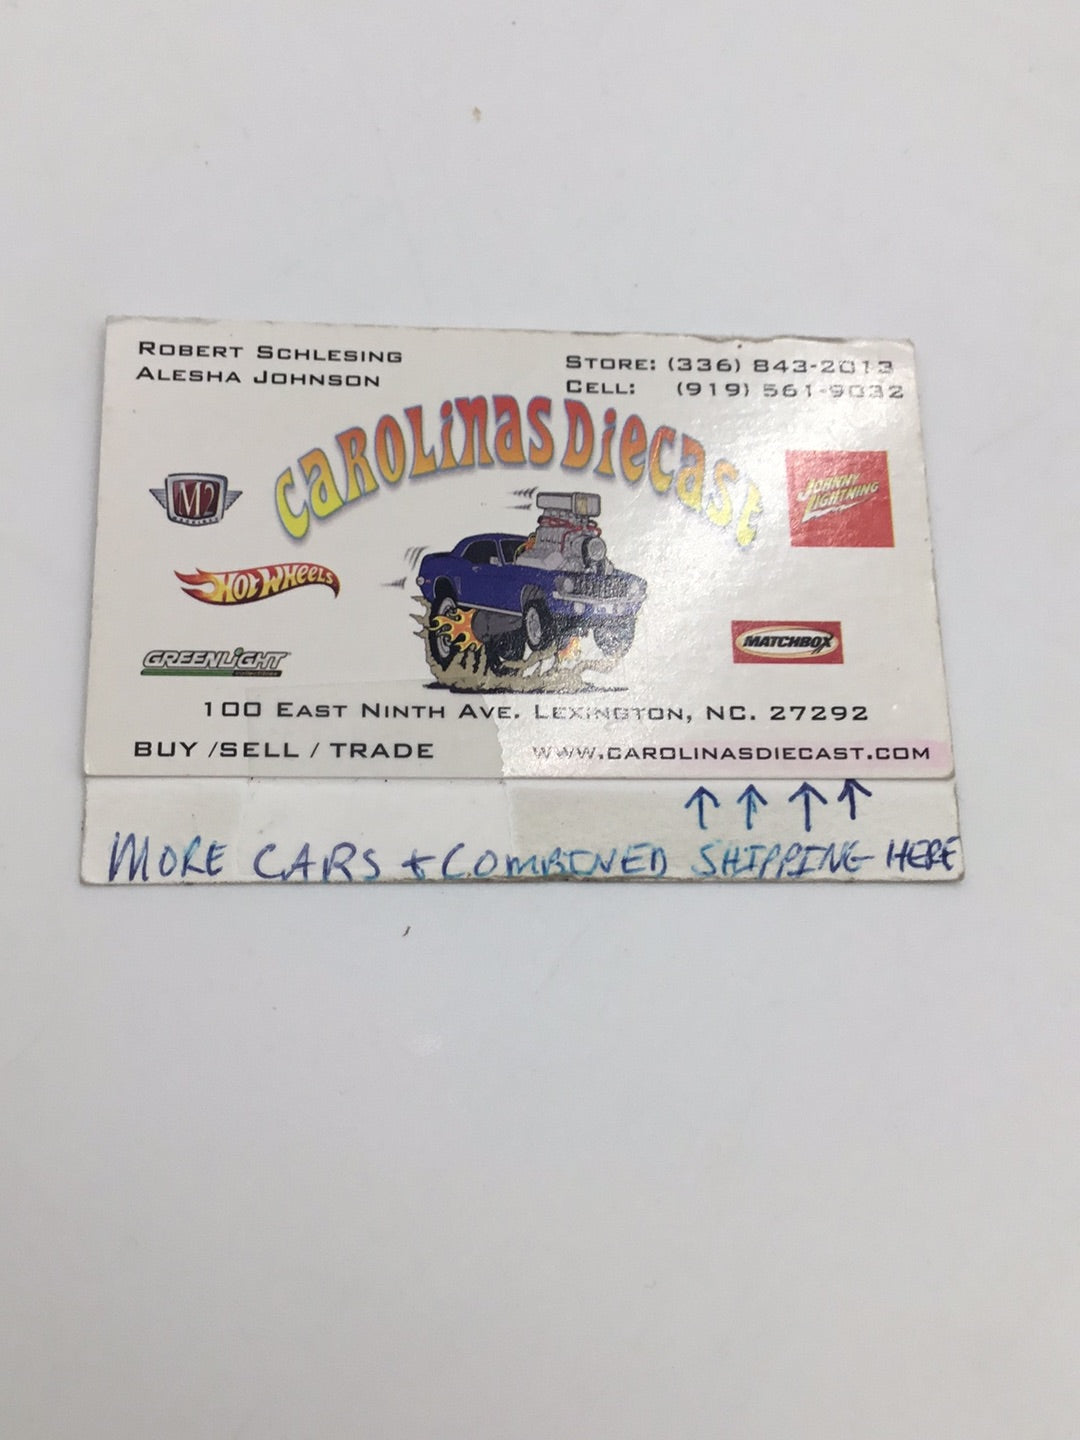 ROBERT SCHLESING
ALESHA JOHNSON
STORE: (336) 843-2013
CELL: (919) 561-9032
CAROLINAS DIECAST
M2
MACHINES
JOHNNY
LIGHTNING
HOT WHEELS
GREENLIGHT
MATCHBOX
100 EAST NINTH AVE. LEXINGTON, NC. 27292
BUY /SELL / TRADE
WWW.CAROLINASDIECAST.COM
↑ ↑ ↑ ↑
MORE CARS & COMBINED SHIPPING HERE